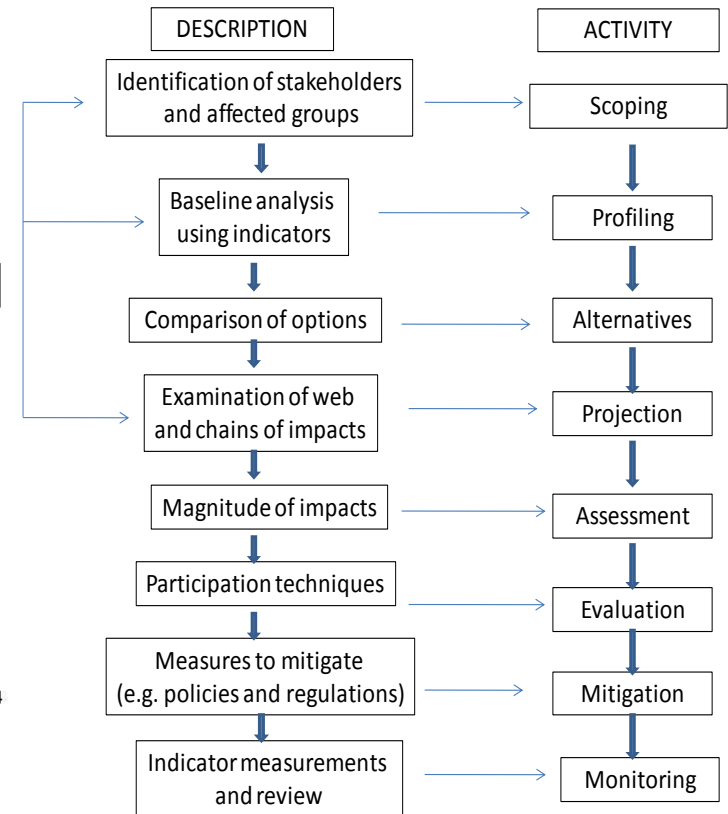 DESCRIPTION
ACTIVITY
Identification of stakeholders
and affected groups
Scoping
Baseline analysis
using indicators
Profiling
Comparison of options
Alternatives
Examination of web
and chains of impacts
Projection
Magnitude of impacts
Assessment
Participation techniques
Evaluation
Measures to mitigate
(e.g. policies and regulations)
Mitigation
Indicator measurements
and review
Monitoring